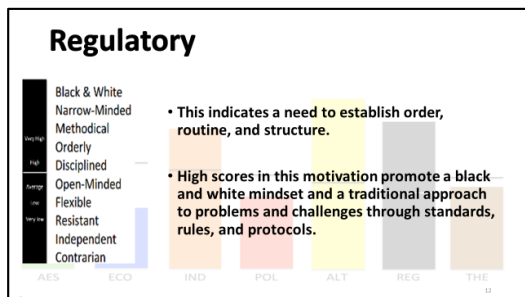 Regulatory
Black & White
Narrow-Minded
Methodical
Orderly
Disciplined
Open-Minded
Flexible
Resistant
Independent
Contrarian
Very High
High
Average
Low
Very low
• This indicates a need to establish order,
routine, and structure.
• High scores in this motivation promote a black
and white mindset and a traditional approach
to problems and challenges through standards,
rules, and protocols.
AES ECO IND POL ALT REG THE
12